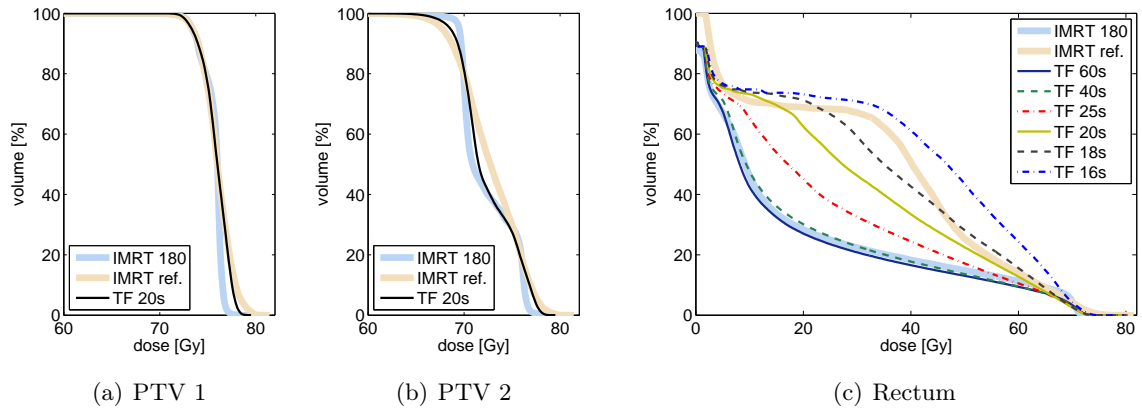 100
80
60
40
20
0
volume [%]
60
70
80
dose [Gy]
IMRT 180
IMRT ref.
TF 20s
(a) PTV 1
100
80
60
40
20
0
volume [%]
60
70
80
dose [Gy]
IMRT 180
IMRT ref.
TF 20s
(b) PTV 2
100
80
60
40
20
0
volume [%]
0
20
40
60
80
dose [Gy]
IMRT 180
IMRT ref.
TF 60s
TF 40s
TF 25s
TF 20s
TF 18s
TF 16s
(c) Rectum